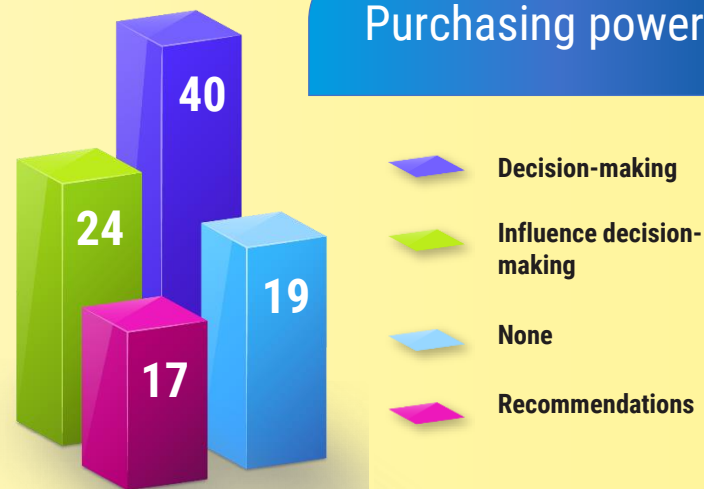 Purchasing power
40
24
19
17
Decision-making
Influence decision-
making
None
Recommendations